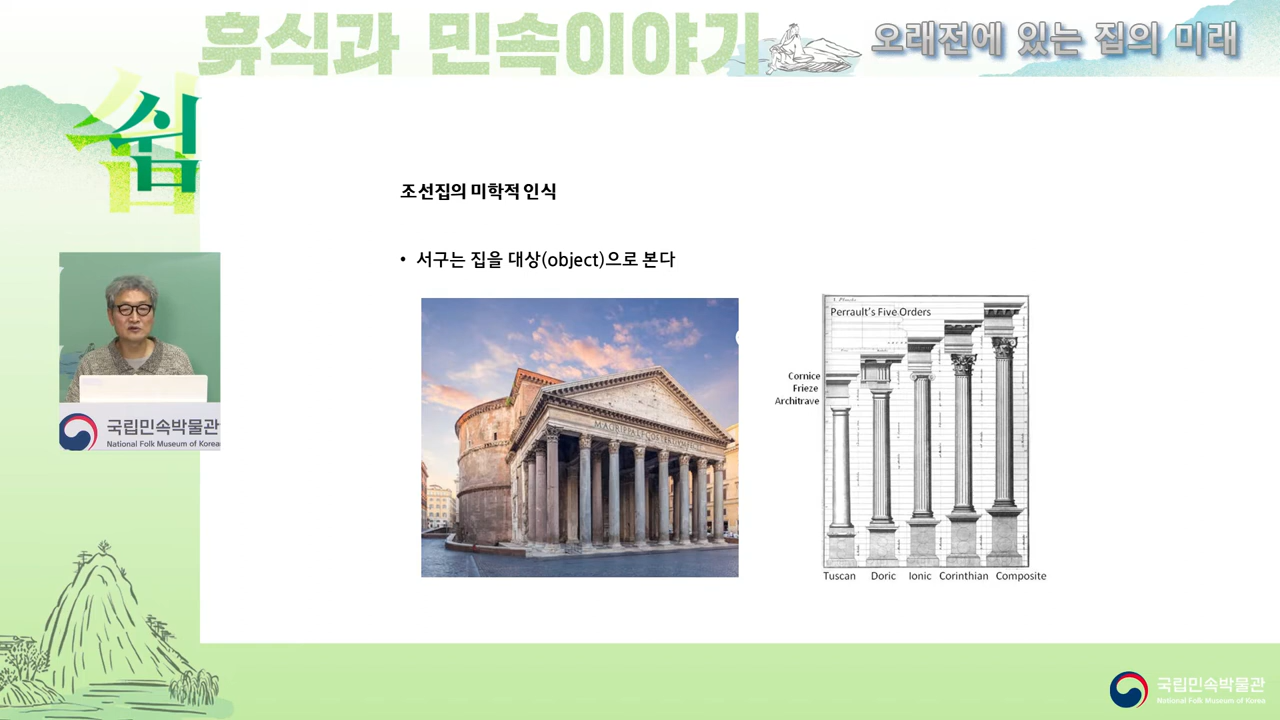 휴식과 민속이야기
오래전에 있는 집의 미래
쉽
조선집의 미학적 인식
• 서구는 집을 대상(object)으로 본다
Perrault's Five Orders
Cornice
Frieze
Architrave
Tuscan Doric Ionic Corinthian Composite
국립민속박물관
National Folk Museum of Korea
국립민속박물관
National Folk Museum of Korea